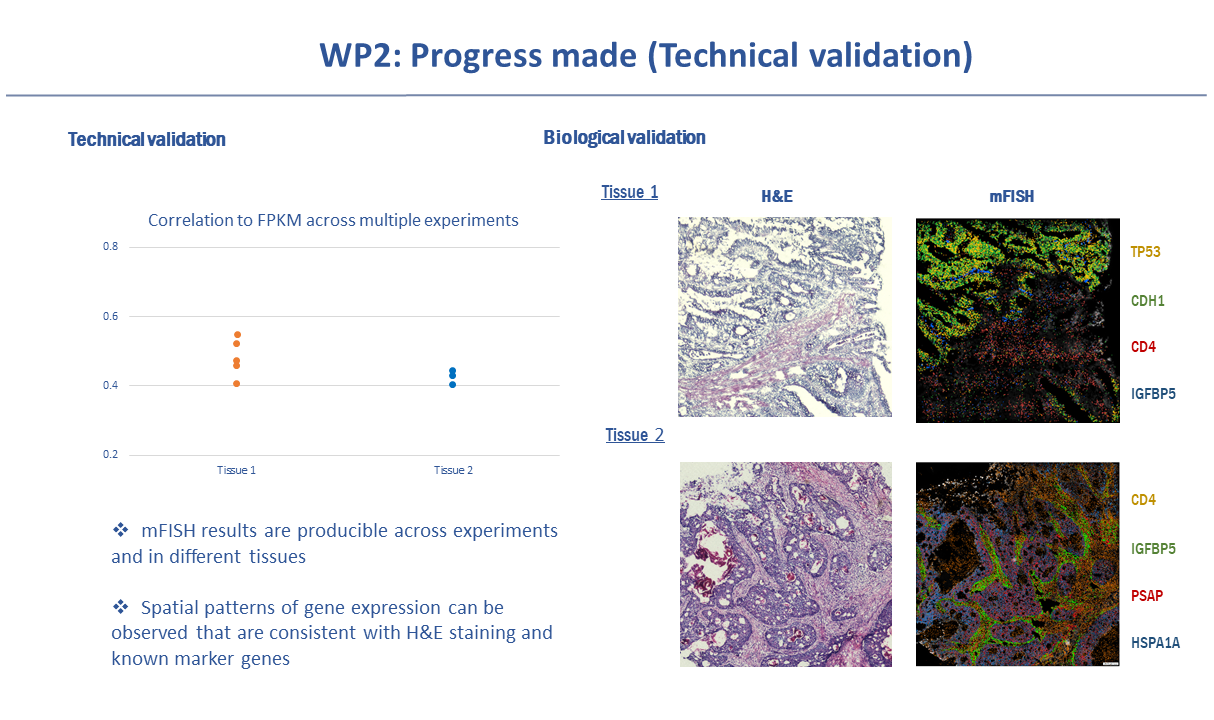 WP2: Progress made (Technical validation)
Technical validation
Biological validation
Correlation to FPKM across multiple experiments
0.8
0.6
0.4
0.2
Tissue 1
Tissue 2
❖ mFISH results are producible across experiments
and in different tissues
❖ Spatial patterns of gene expression can be
observed that are consistent with H&E staining and
known marker genes
Tissue 1
H&E
mFISH
TP53
CDH1
CD4
IGFBP5
Tissue 2
CD4
IGFBP5
PSAP
HSPA1A